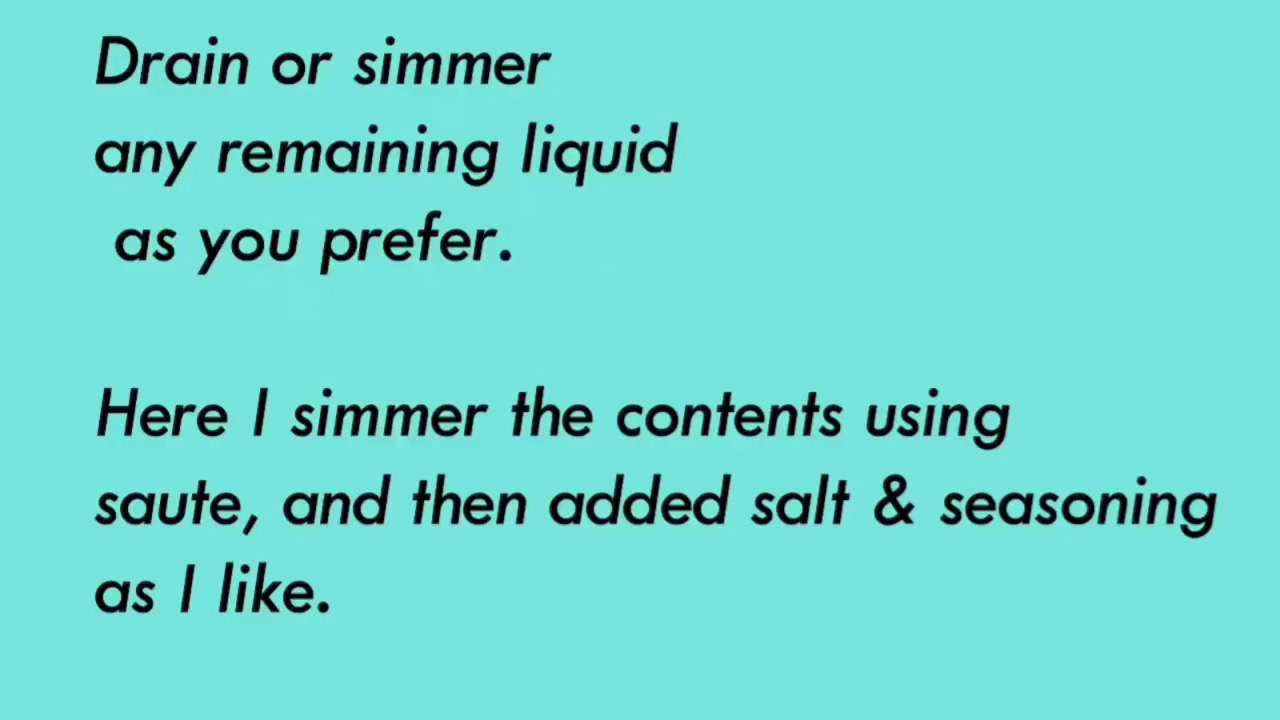 Drain or simmer
any remaining liquid
as you prefer.
Here I simmer the contents using
saute, and then added salt & seasoning
as I like.